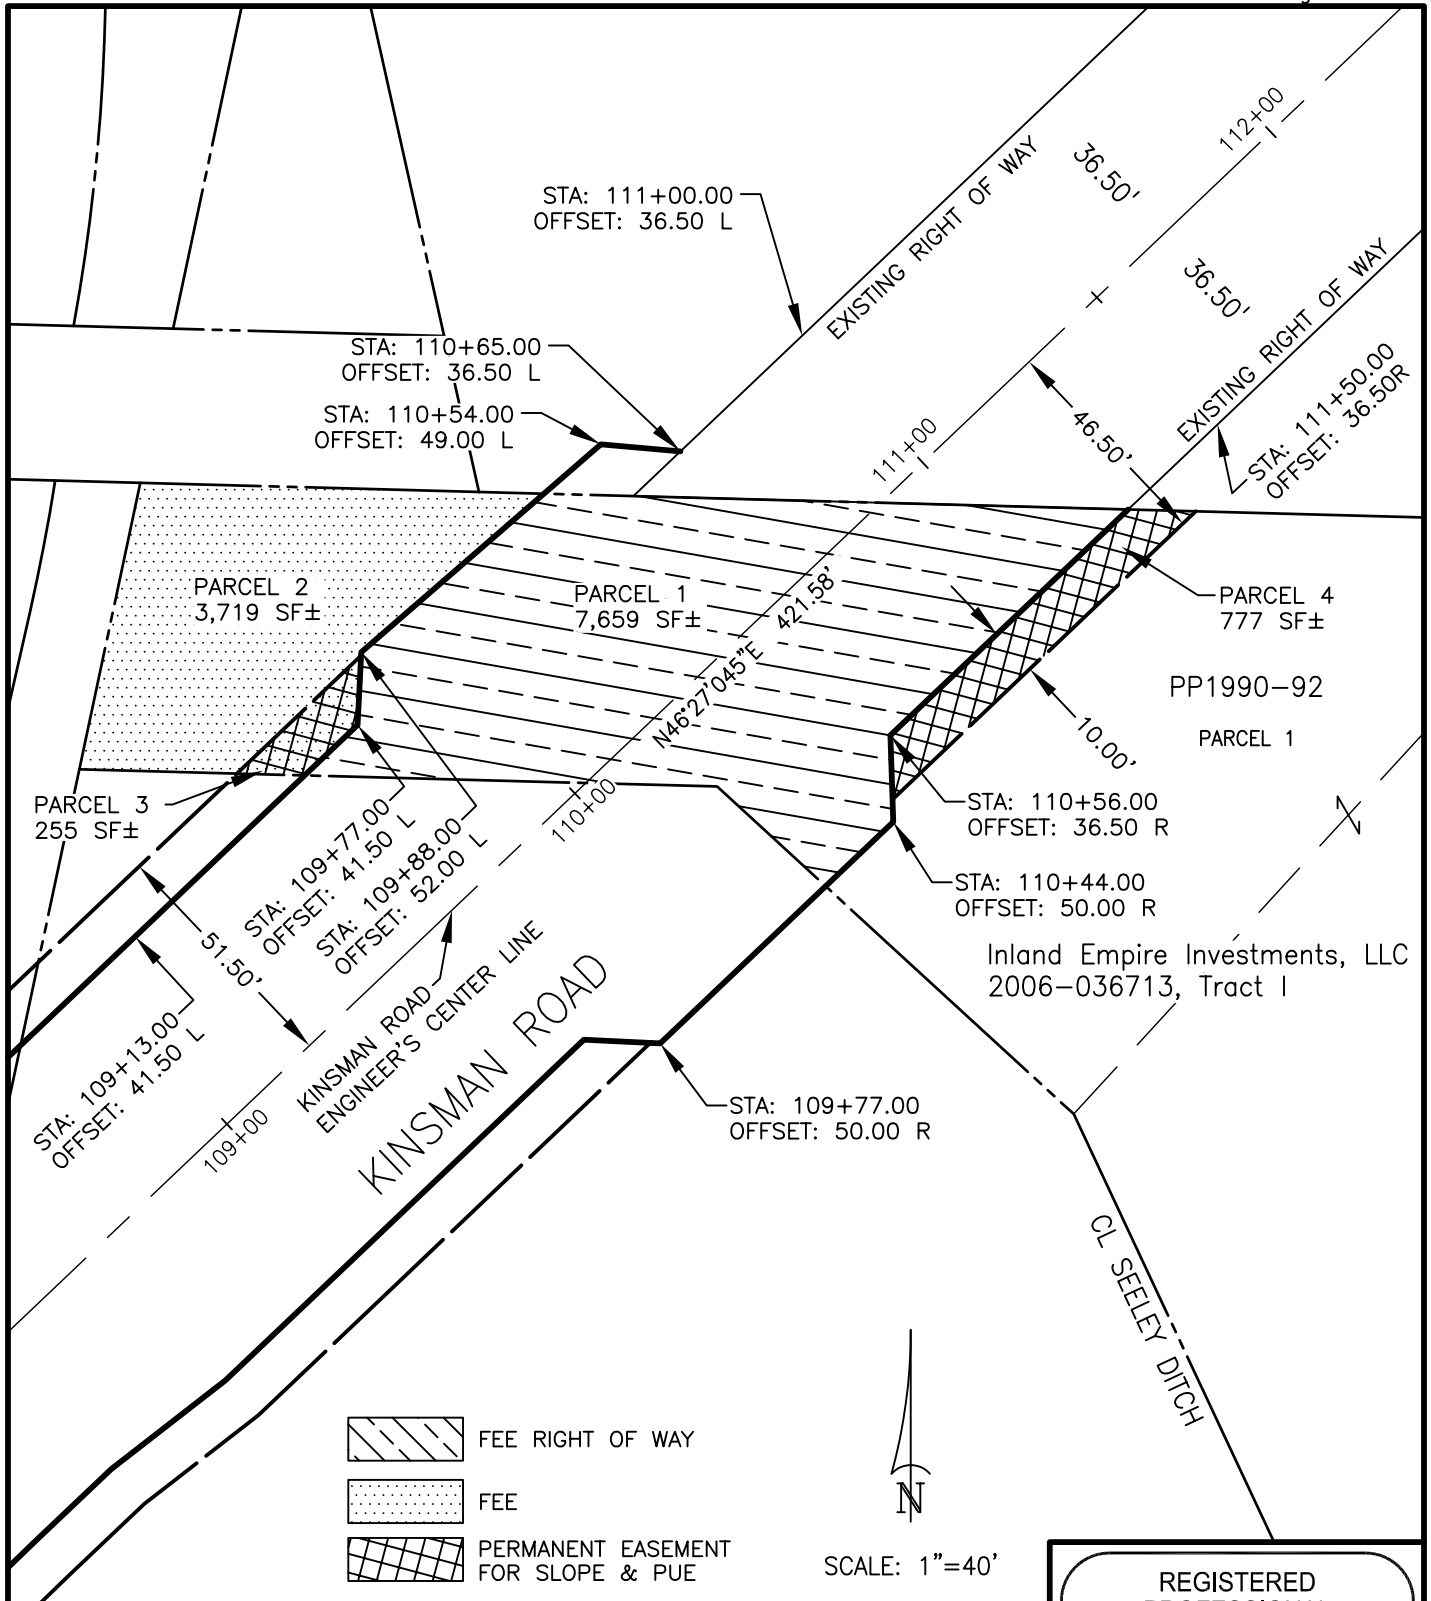 112+00
36.50'
STA: 111+00.00
OFFSET: 36.50 L
EXISTING RIGHT OF WAY
36.50'
EXISTING RIGHT OF WAY
STA: 110+65.00
OFFSET: 36.50 L
STA: 111+50.00
OFFSET: 36.50R
STA: 110+54.00
OFFSET: 49.00 L
46.50'
111+00
PARCEL 2
3,719 SF±
PARCEL 1
7,659 SF±
N46°27'045"E 421.58'
PARCEL 4
777 SF±
PP1990-92
PARCEL 1
10.00'
PARCEL 3
255 SF±
STA: 109+77.00
OFFSET: 41.50 L
STA: 109+88.00
OFFSET: 52.00 L
110+00
STA: 110+56.00
OFFSET: 36.50 R
STA: 110+44.00
OFFSET: 50.00 R
51.50'
Inland Empire Investments, LLC
2006-036713, Tract I
KINSMAN ROAD
ENGINEER'S CENTER LINE
KINSMAN ROAD
STA: 109+13.00
OFFSET: 41.50 L
109+00
STA: 109+77.00
OFFSET: 50.00 R
CL SEELEY DITCH
FEE RIGHT OF WAY
FEE
PERMANENT EASEMENT
FOR SLOPE & PUE
N
SCALE: 1"=40'
REGISTERED